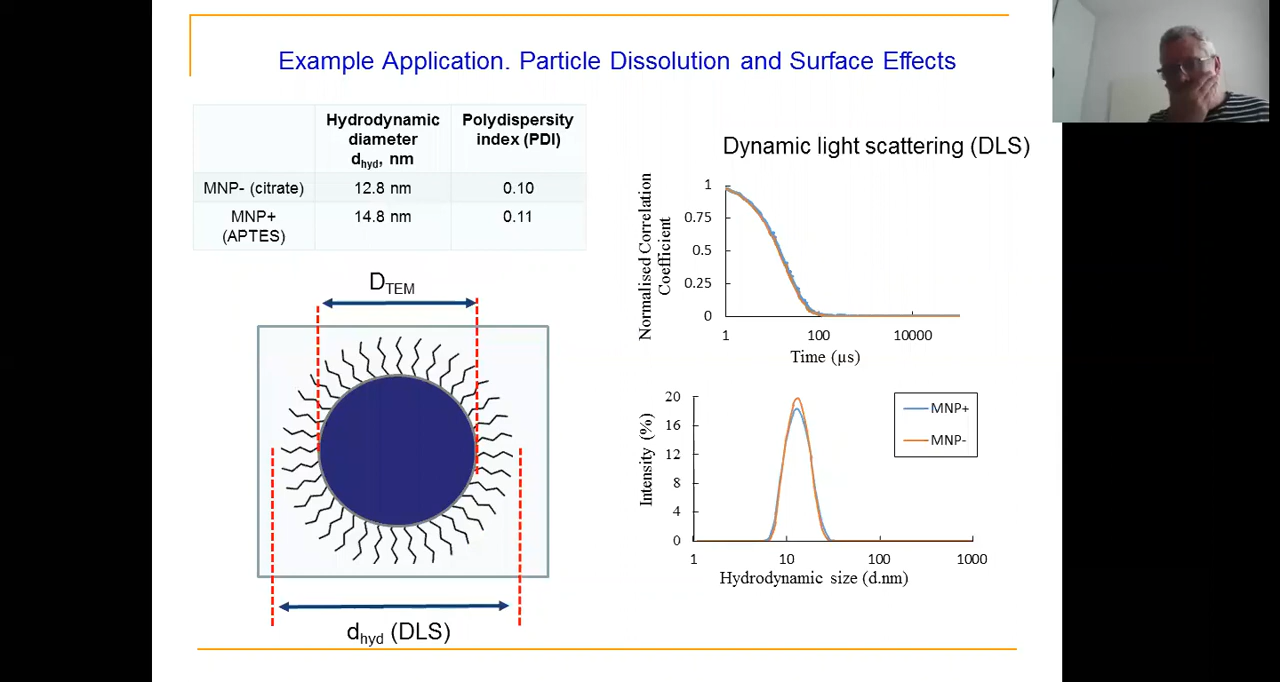 Example Application. Particle Dissolution and Surface Effects
Hydrodynamic
diameter
dhyd, nm
Polydispersity
index (PDI)
MNP- (citrate)
12.8 nm
0.10
MNP+
(APTES)
14.8 nm
0.11
DTEM
dhyd (DLS)
Dynamic light scattering (DLS)
Normalised Correlation
Coefficient
1
0.75
0.5
0.25
0
1
100
10000
Time (µs)
Intensity (%)
20
16
12
8
4
0
MNP+
MNP-
1
10
100
1000
Hydrodynamic size (d.nm)